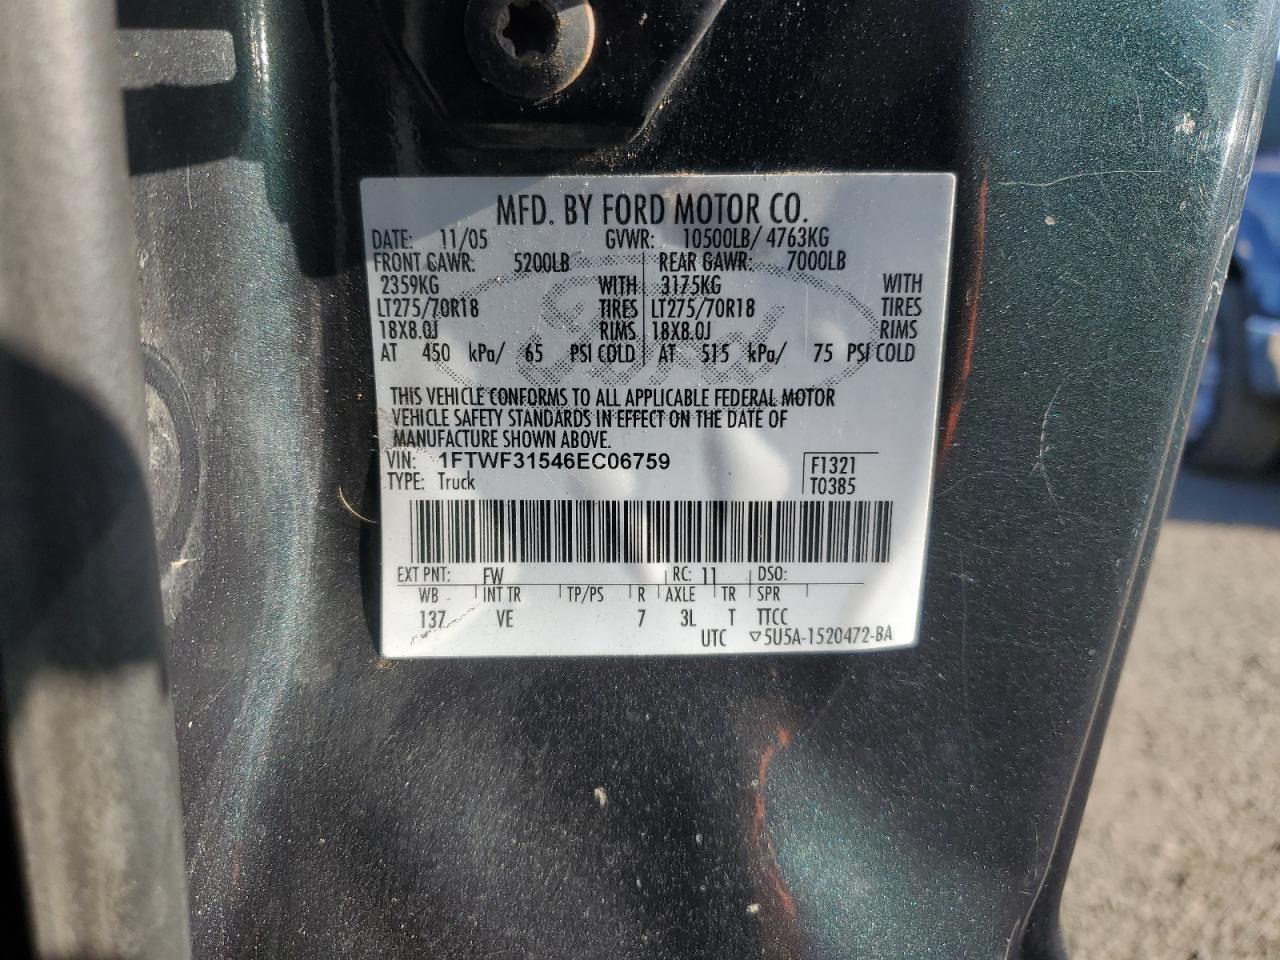 MFD. BY FORD MOTOR CO.
DATE: 11/05 GVWR: 10500LB/ 4763KG
FRONT GAWR: 5200LB REAR GAWR: 7000LB
2359KG WITH 3175KG WITH
LT275/70R18 TIRES LT275/70R18 TIRES
18X8.0J RIMS 18X8.0J RIMS
AT 450 kPa/ 65 PSI COLD AT 515 kPa/ 75 PSI COLD
THIS VEHICLE CONFORMS TO ALL APPLICABLE FEDERAL MOTOR
VEHICLE SAFETY STANDARDS IN EFFECT ON THE DATE OF
MANUFACTURE SHOWN ABOVE.
VIN: 1FTWF31546EC06759 F1321
TYPE: Truck T0385
EXT PNT: FW RC: 11 DSO:
WB INT TR TP/PS R AXLE TR SPR
137 VE 7 3L T TTCC
UTC ▽5U5A-1520472-BA